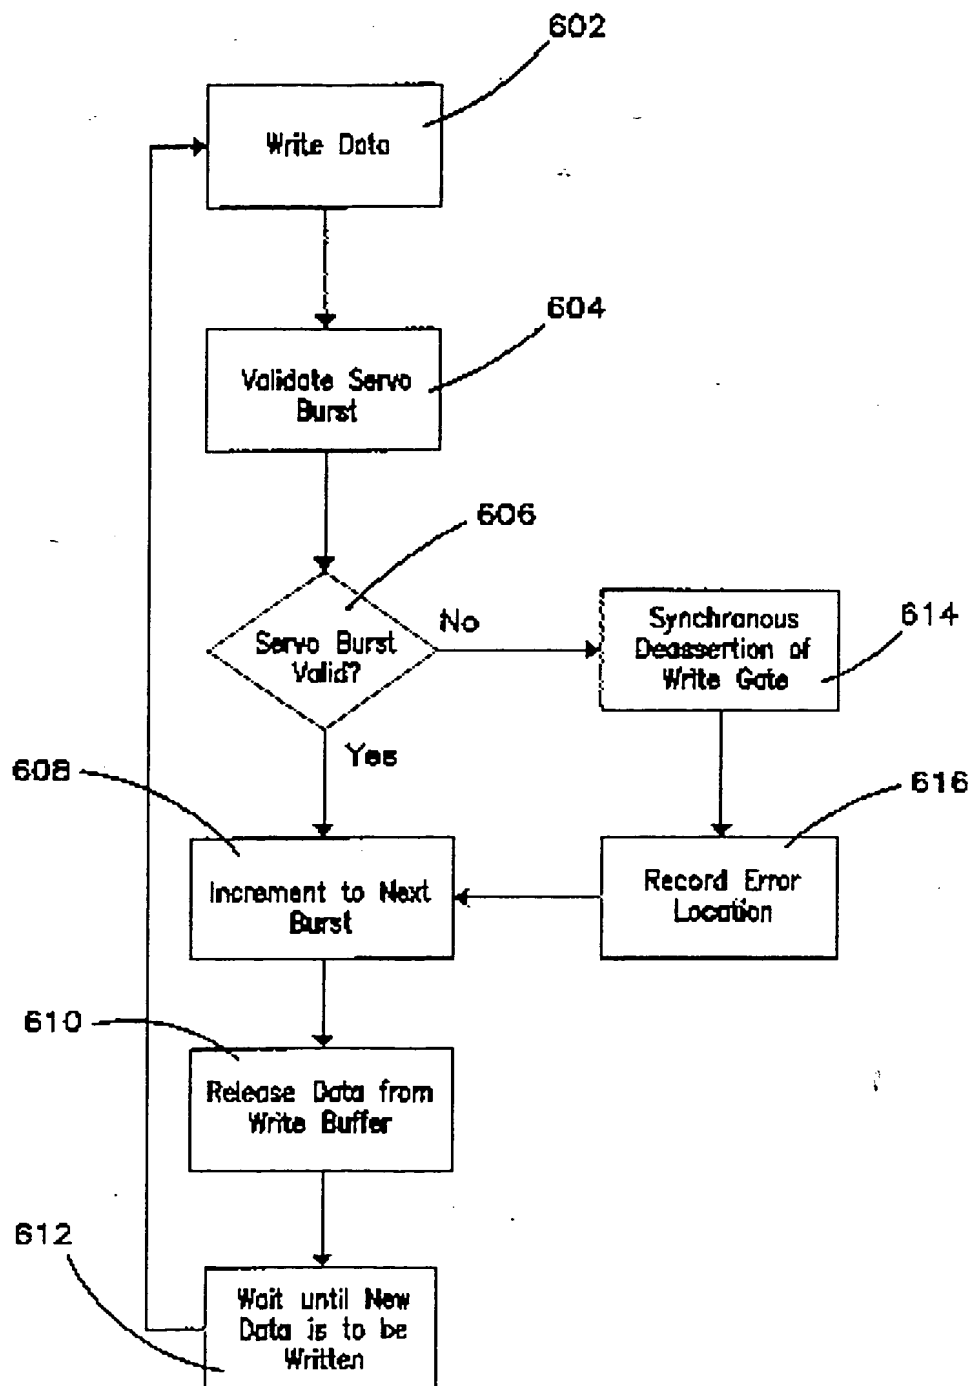 602
Write Data
604
Validate Servo
Burst
606
Servo Burst
Valid?
No
Synchronous
Deassertion of
Write Gate
614
Yes
608
616
Increment to Next
Burst
Record Error
Location
610
Release Data from
Write Buffer
612
Wait until New
Data is to be
Written